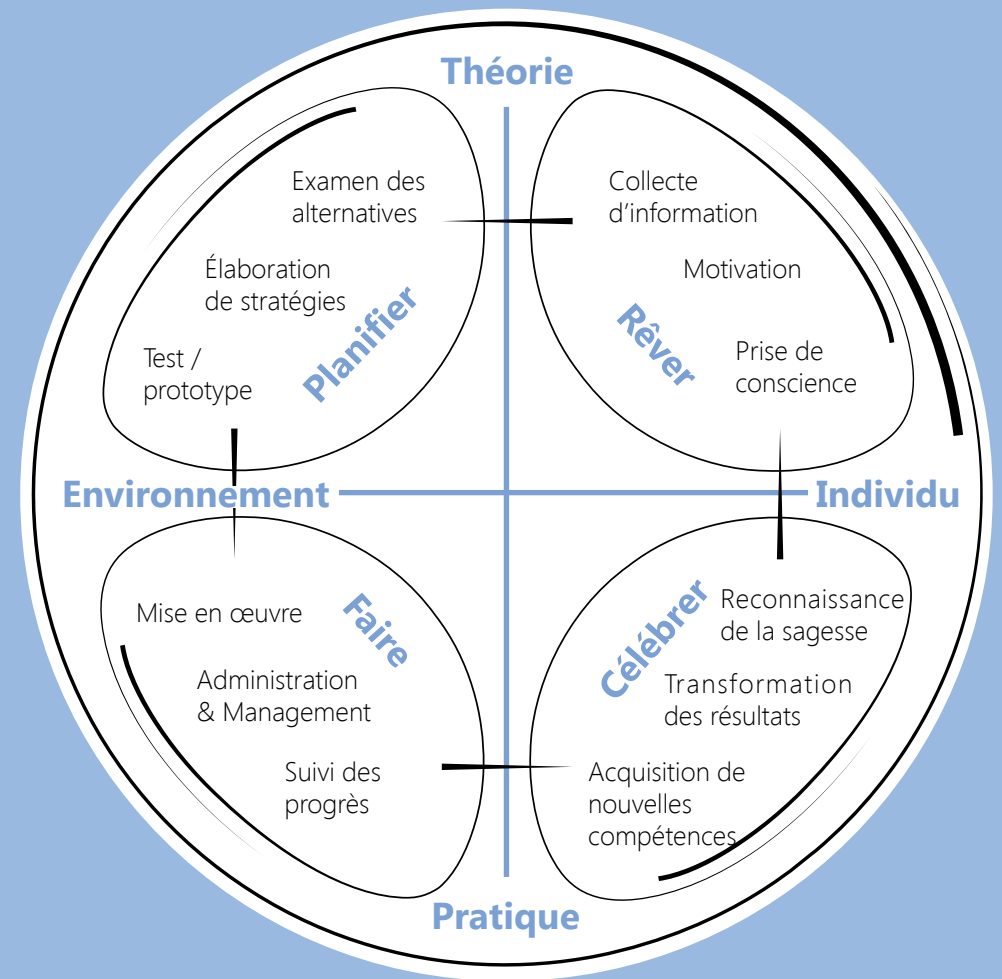 Théorie
Examen des
alternatives
Élaboration
de stratégies
Test /
prototype
Planifier
Collecte
d’information
Motivation
Prise de
conscience
Rêver
Environnement
Individu
Mise en œuvre
Administration
& Management
Suivi des
progrès
Faire
Célébrer
Reconnaissance
de la sagesse
Transformation
des résultats
Acquisition de
nouvelles
compétences
Pratique